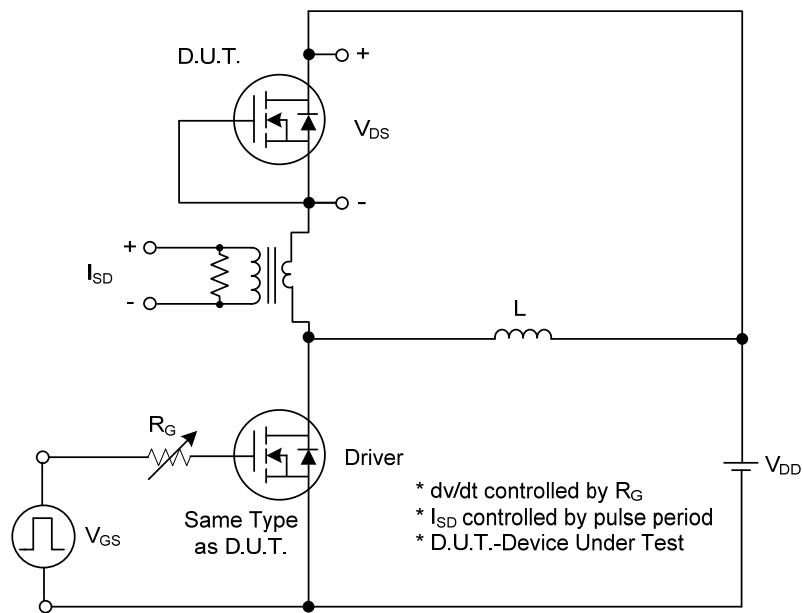 D.U.T.
+
V_DS
-
+
I_SD
-
L
R_G
Driver
V_DD
V_GS
Same Type
as D.U.T.
* dv/dt controlled by R_G
* I_SD controlled by pulse period
* D.U.T.-Device Under Test